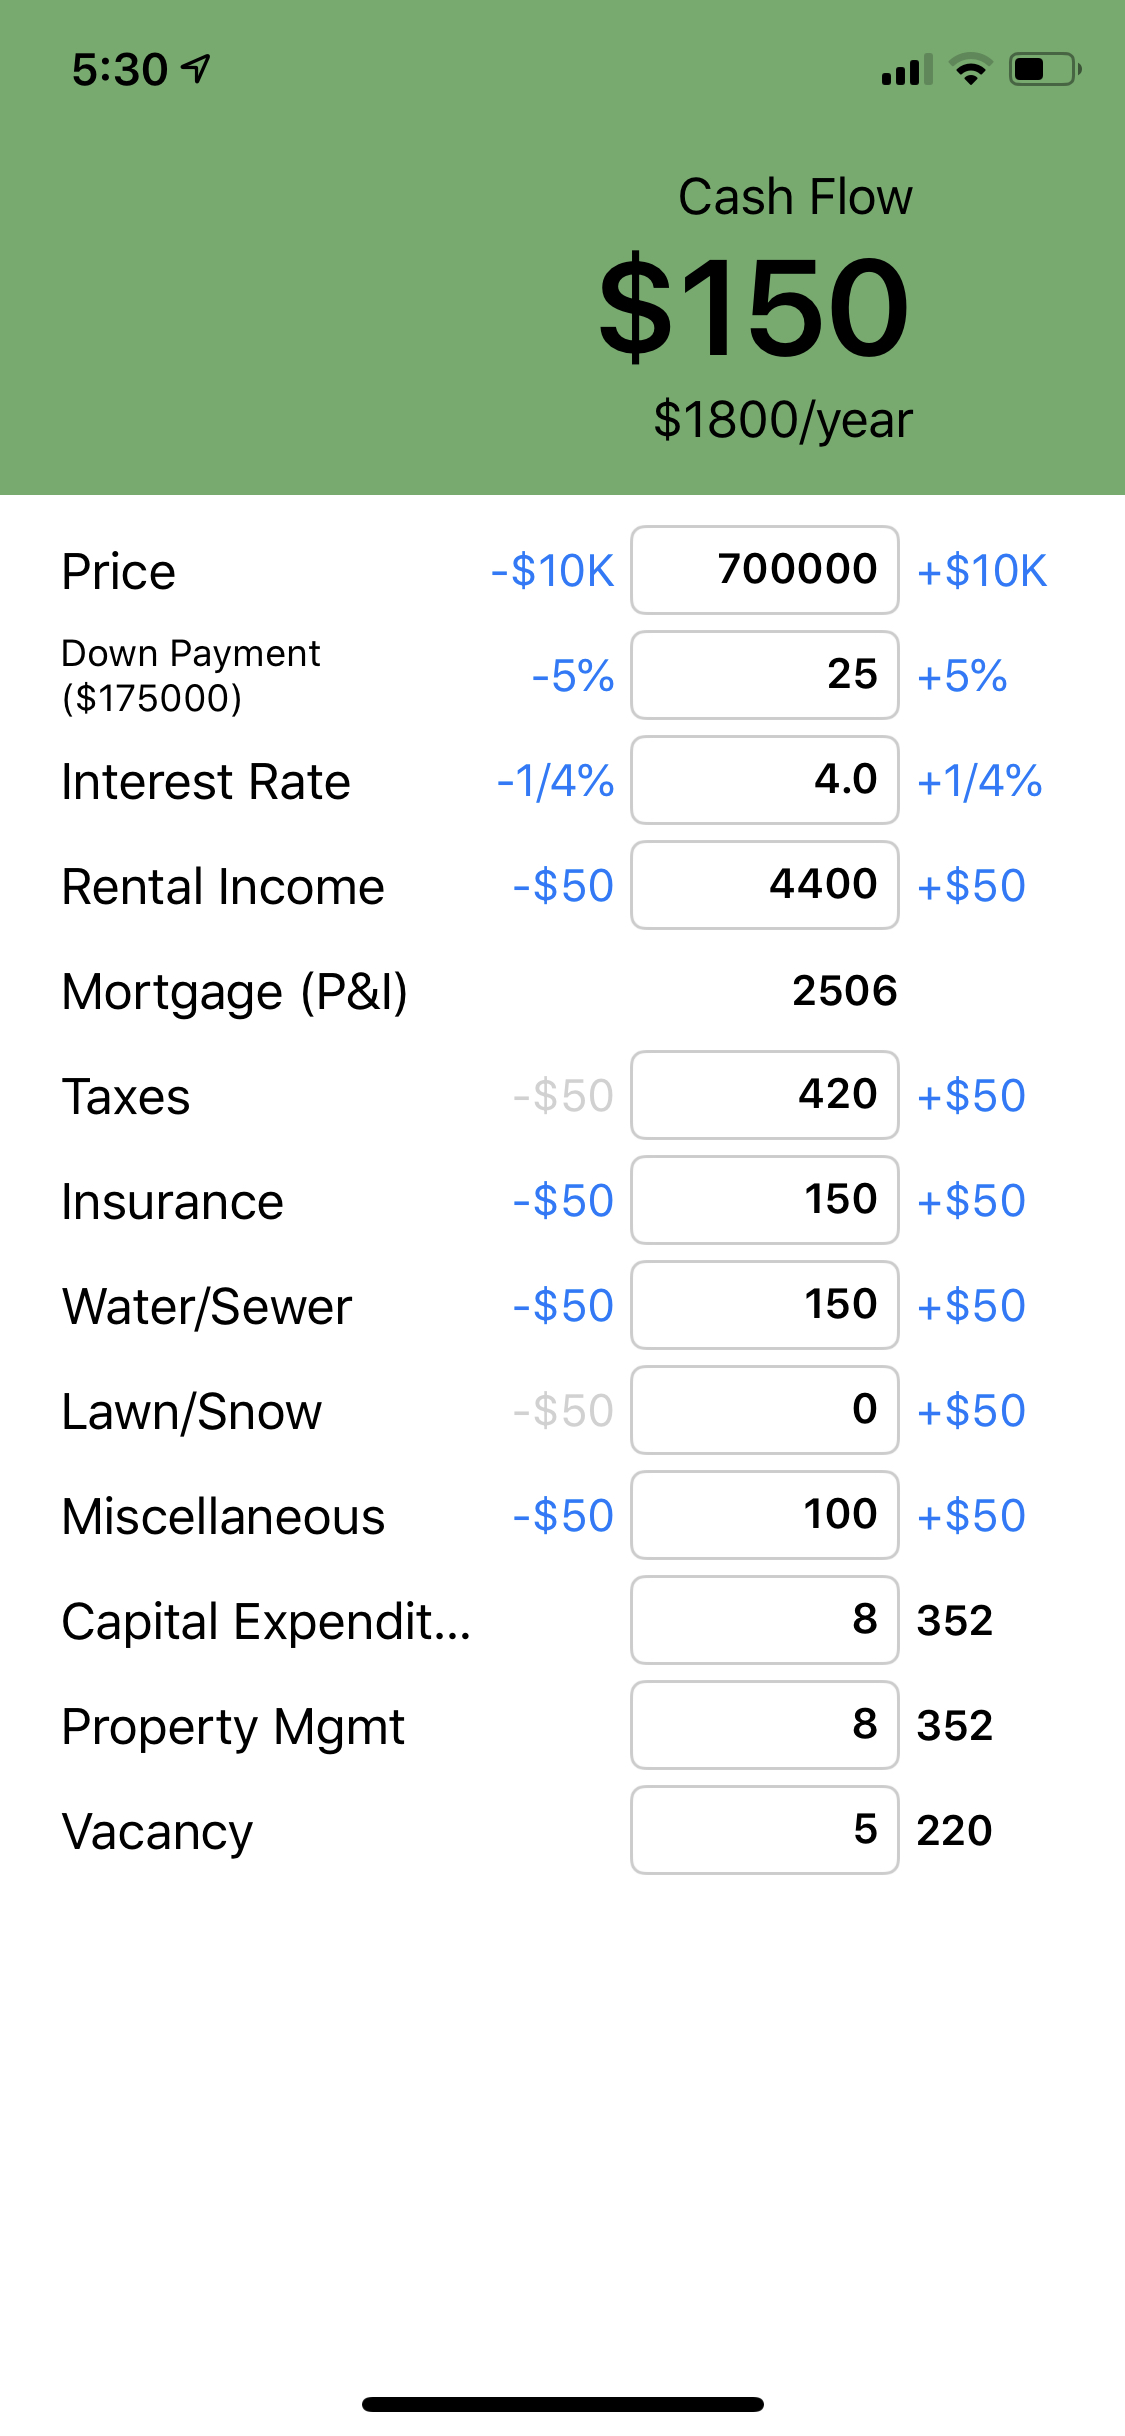 5:30
Cash Flow
$150
$1800/year
Price -$10K 700000 +$10K
Down Payment
($175000) -5% 25 +5%
Interest Rate -1/4% 4.0 +1/4%
Rental Income -$50 4400 +$50
Mortgage (P&I) 2506
Taxes -$50 420 +$50
Insurance -$50 150 +$50
Water/Sewer -$50 150 +$50
Lawn/Snow -$50 0 +$50
Miscellaneous -$50 100 +$50
Capital Expendit... 8 352
Property Mgmt 8 352
Vacancy 5 220